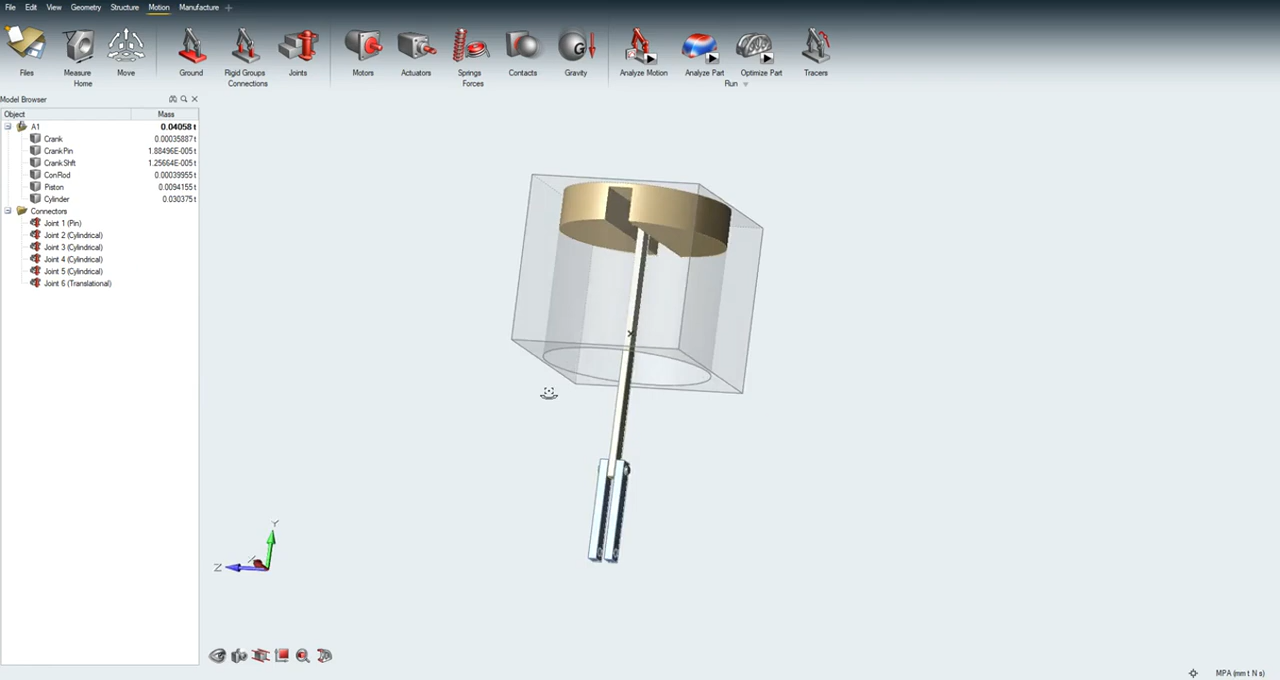 File Edit View Geometry Structure Motion Manufacture
G
Files Measure Move Ground Rigid Groups Joints Motors Actuators Springs Contacts Gravity Analyze Motion Analyze Part Optimize Part Tracers
Home Connections Forces Run
Model Browser
Object Mass
A1 0.04058 t
Crank 0.00035887 t
CrankPin 1.88496E-005 t
CrankShft 1.25664E-005 t
ConRod 0.00039955 t
Piston 0.0094155 t
Cylinder 0.030375 t
Connectors
Joint 1 (Pin)
Joint 2 (Cylindrical)
Joint 3 (Cylindrical)
Joint 4 (Cylindrical)
Joint 5 (Cylindrical)
Joint 6 (Translational)
Y
Z
MPA (mm t N s)